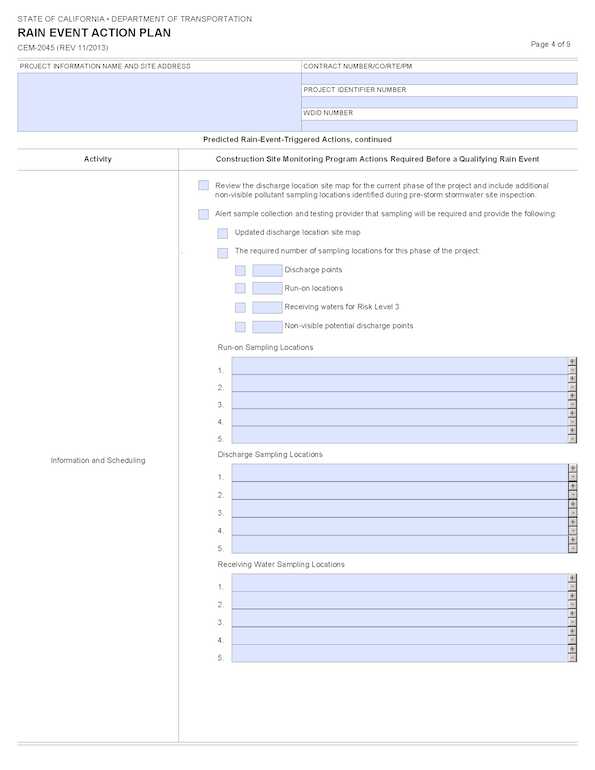 STATE OF CALIFORNIA • DEPARTMENT OF TRANSPORTATION
RAIN EVENT ACTION PLAN
CEM-2045 (REV 11/2013)
Page 4 of 9
PROJECT INFORMATION NAME AND SITE ADDRESS
CONTRACT NUMBER/CO/RTE/PM
PROJECT IDENTIFIER NUMBER
WDID NUMBER
Predicted Rain-Event-Triggered Actions, continued
Activity
Construction Site Monitoring Program Actions Required Before a Qualifying Rain Event
Review the discharge location site map for the current phase of the project and include additional
non-visible pollutant sampling locations identified during pre-storm stormwater site inspection.
Alert sample collection and testing provider that sampling will be required and provide the following:
Updated discharge location site map
The required number of sampling locations for this phase of the project:
Discharge points
Run-on locations
Receiving waters for Risk Level 3
Non-visible potential discharge points
Information and Scheduling
Run-on Sampling Locations
1.
2.
3.
4.
5.
Discharge Sampling Locations
1.
2.
3.
4.
5.
Receiving Water Sampling Locations
1.
2.
3.
4.
5.